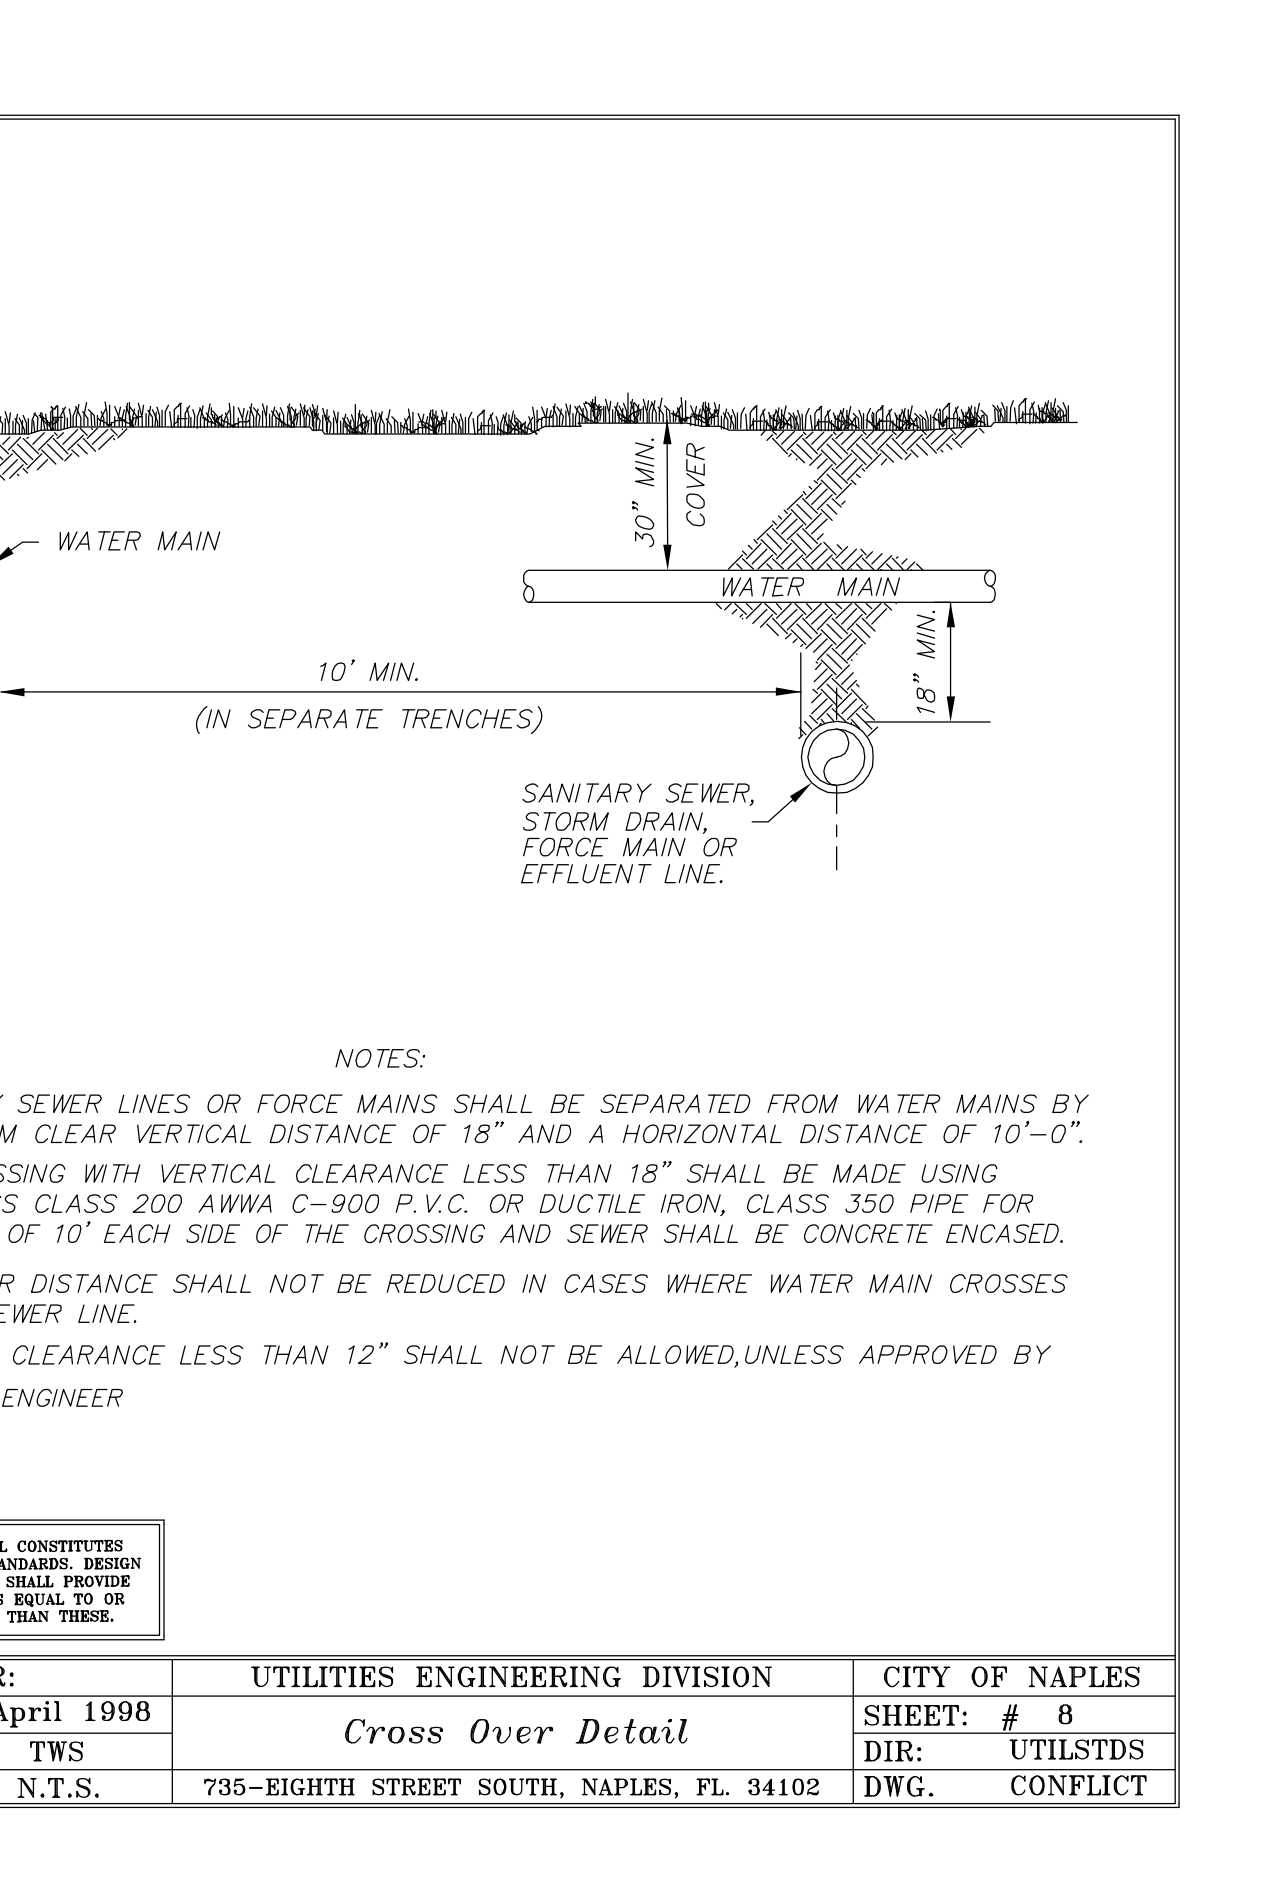 30" MIN.
COVER
WATER MAIN
WATER MAIN
18" MIN.
10' MIN.
(IN SEPARATE TRENCHES)
SANITARY SEWER,
STORM DRAIN,
FORCE MAIN OR
EFFLUENT LINE.
NOTES:
SEWER LINES OR FORCE MAINS SHALL BE SEPARATED FROM WATER MAINS BY
CLEAR VERTICAL DISTANCE OF 18" AND A HORIZONTAL DISTANCE OF 10'-0".
SSING WITH VERTICAL CLEARANCE LESS THAN 18" SHALL BE MADE USING
SS CLASS 200 AWWA C-900 P.V.C. OR DUCTILE IRON, CLASS 350 PIPE FOR
OF 10' EACH SIDE OF THE CROSSING AND SEWER SHALL BE CONCRETE ENCASED.
R DISTANCE SHALL NOT BE REDUCED IN CASES WHERE WATER MAIN CROSSES
EWER LINE.
CLEARANCE LESS THAN 12" SHALL NOT BE ALLOWED,UNLESS APPROVED BY
ENGINEER
L CONSTITUTES
ANDARDS. DESIGN
SHALL PROVIDE
S EQUAL TO OR
THAN THESE.
R:
April 1998
TWS
N.T.S.
UTILITIES ENGINEERING DIVISION
Cross Over Detail
735-EIGHTH STREET SOUTH, NAPLES, FL. 34102
CITY OF NAPLES
SHEET: # 8
DIR: UTILSTDS
DWG. CONFLICT